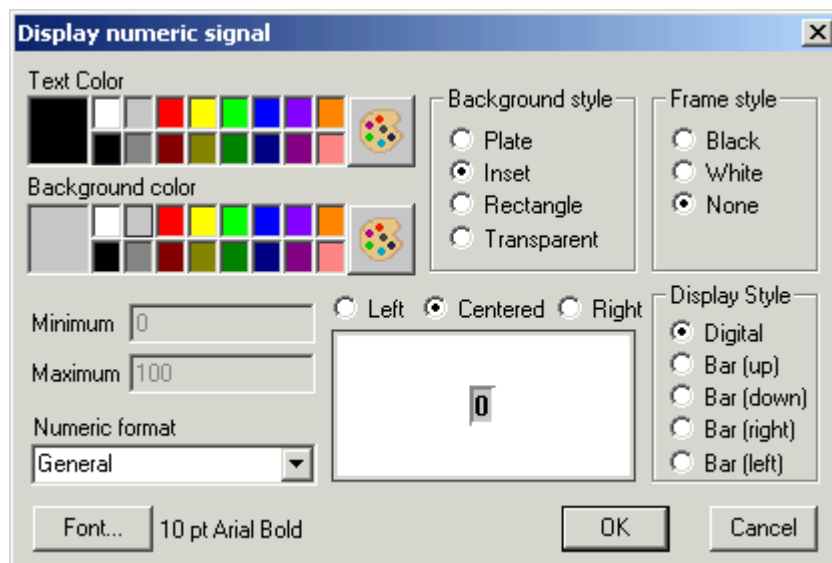 Display numeric signal
Text Color
Background color
Background style
Plate
Inset
Rectangle
Transparent
Frame style
Black
White
None
Minimum 0
Maximum 100
Numeric format
General
Left Centered Right
0
Display Style
Digital
Bar (up)
Bar (down)
Bar (right)
Bar (left)
Font... 10 pt Arial Bold
OK Cancel